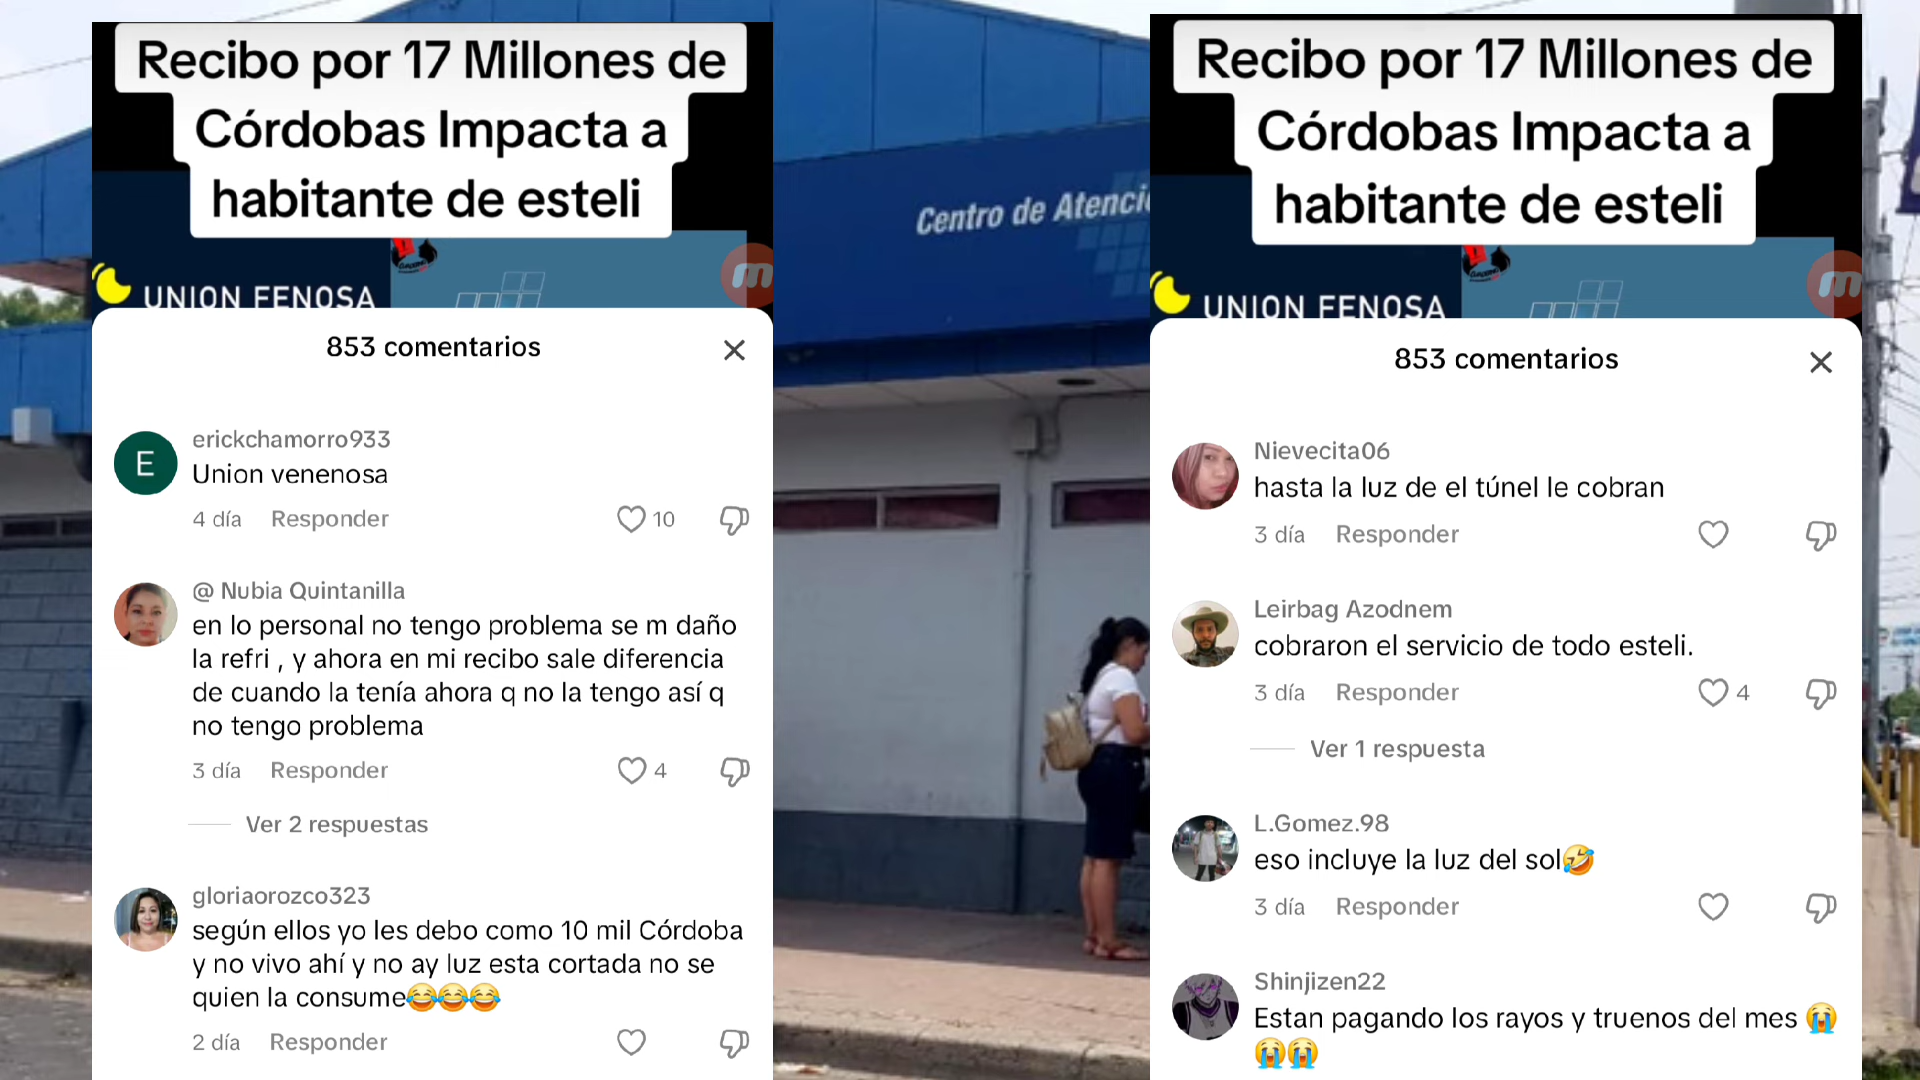 Recibo por 17 Millones de
Córdobas Impacta a
habitante de esteli
UNION FENOSA
853 comentarios
erickchamorro933
E
Union venenosa
4 día Responder 10
@ Nubia Quintanilla
en lo personal no tengo problema se m daño
la refri , y ahora en mi recibo sale diferencia
de cuando la tenía ahora q no la tengo así q
no tengo problema
3 día Responder 4
Ver 2 respuestas
gloriaorozco323
según ellos yo les debo como 10 mil Córdoba
y no vivo ahí y no ay luz esta cortada no se
quien la consume😂😂😂
2 día Responder
Centro de Atenció
Recibo por 17 Millones de
Córdobas Impacta a
habitante de esteli
UNION FENOSA
853 comentarios
Nievecita06
hasta la luz de el túnel le cobran
3 día Responder
Leirbag Azodnem
cobraron el servicio de todo esteli.
3 día Responder 4
Ver 1 respuesta
L.Gomez.98
eso incluye la luz del sol🤣
3 día Responder
Shinjizen22
Estan pagando los rayos y truenos del mes 😭
😭😭